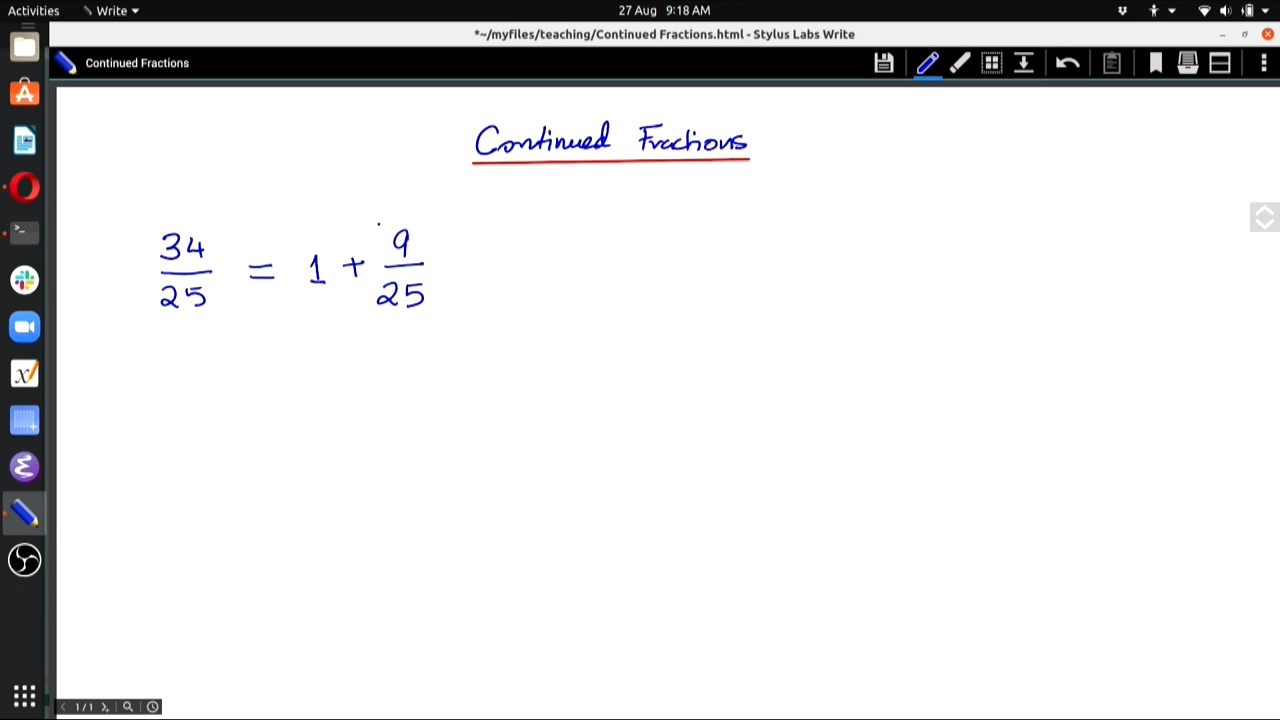 Activities Write 27 Aug 9:18 AM
*~/myfiles/teaching/Continued Fractions.html - Stylus Labs Write
Continued Fractions
Continued Fractions
34/25 = 1 + 9/25
1/1